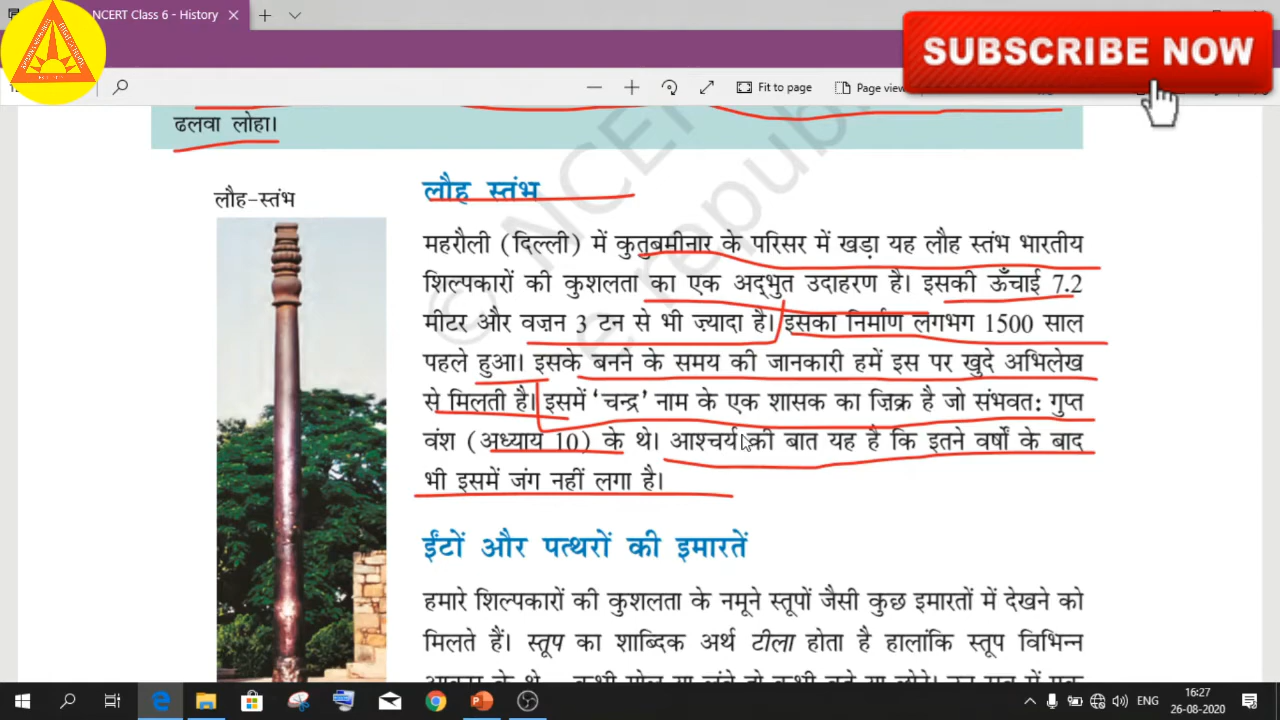 NCERT Class 6 - History
SUBSCRIBE NOW
Fit to page
Page view
ढलवा लोहा।
लौह-स्तंभ
लौह स्तंभ
महरौली (दिल्ली) में कुतुबमीनार के परिसर में खड़ा यह लौह स्तंभ भारतीय
शिल्पकारों की कुशलता का एक अद्भुत उदाहरण है। इसकी ऊँचाई 7.2
मीटर और वज़न 3 टन से भी ज़्यादा है। इसका निर्माण लगभग 1500 साल
पहले हुआ। इसके बनने के समय की जानकारी हमें इस पर खुदे अभिलेख
से मिलती है। इसमें ‘चन्द्र’ नाम के एक शासक का ज़िक्र है जो संभवतः गुप्त
वंश (अध्याय 10) के थे। आश्चर्य की बात यह है कि इतने वर्षों के बाद
भी इसमें जंग नहीं लगा है।
ईंटों और पत्थरों की इमारतें
हमारे शिल्पकारों की कुशलता के नमूने स्तूपों जैसी कुछ इमारतों में देखने को
मिलते हैं। स्तूप का शाब्दिक अर्थ टीला होता है हालांकि स्तूप विभिन्न
ENG
16:27
26-08-2020